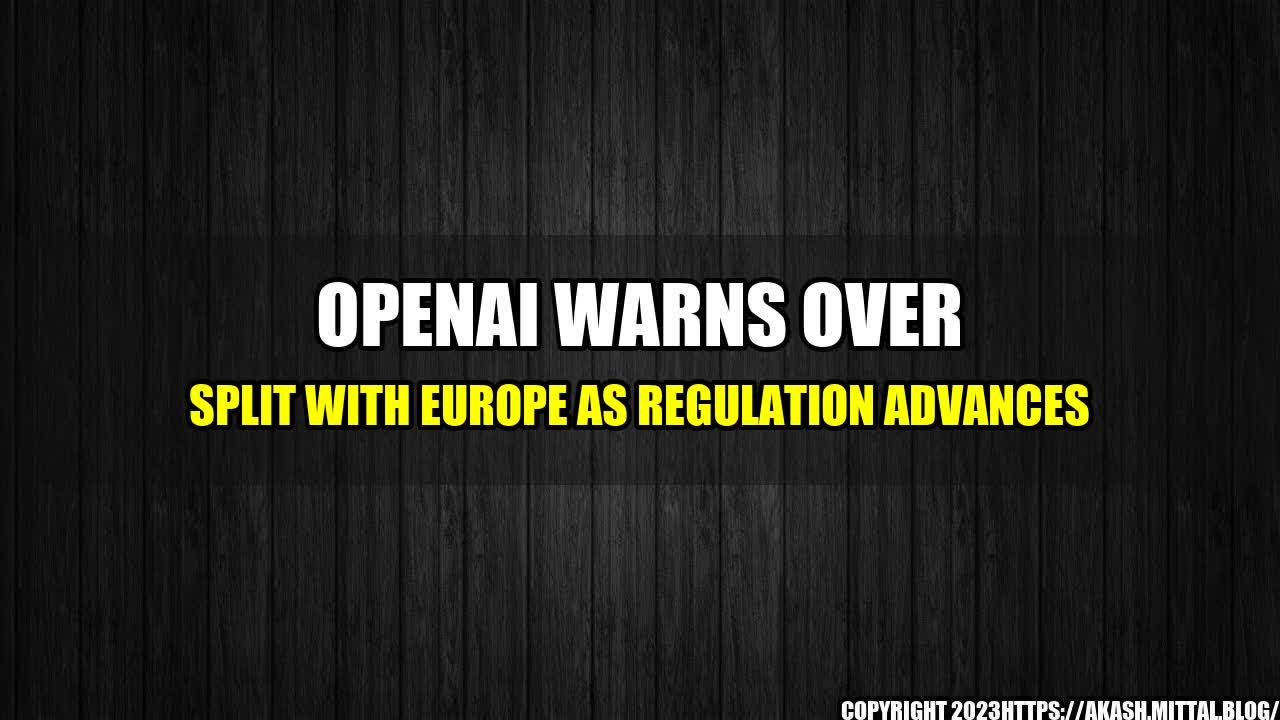 OPENAI WARNS OVER
SPLIT WITH EUROPE AS REGULATION ADVANCES
COPYRIGHT 2023HTTPS://AKASH.MITTAL.BLOG/